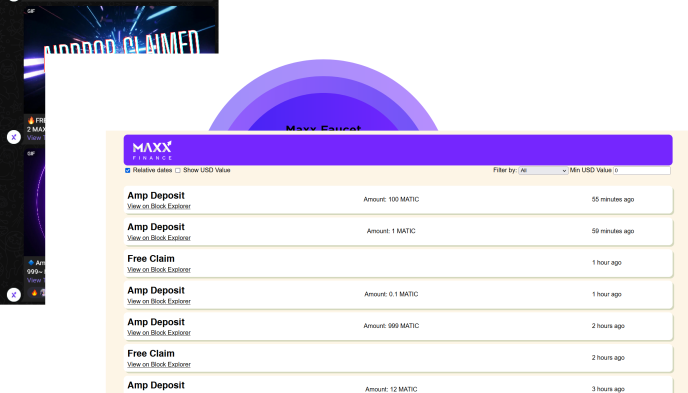 GIF
AIRDROP CLAIMED
2 MAX
View
GIF
Am
999~
View
Maxx Faucet
MAXX
FINANCE
Relative dates Show USD Value Filter by: All Min USD Value 0
Amp Deposit
View on Block Explorer
Amount: 100 MATIC
55 minutes ago
Amp Deposit
View on Block Explorer
Amount: 1 MATIC
59 minutes ago
Free Claim
View on Block Explorer
1 hour ago
Amp Deposit
View on Block Explorer
Amount: 0.1 MATIC
1 hour ago
Amp Deposit
View on Block Explorer
Amount: 999 MATIC
2 hours ago
Free Claim
View on Block Explorer
2 hours ago
Amp Deposit
Amount: 12 MATIC
3 hours ago